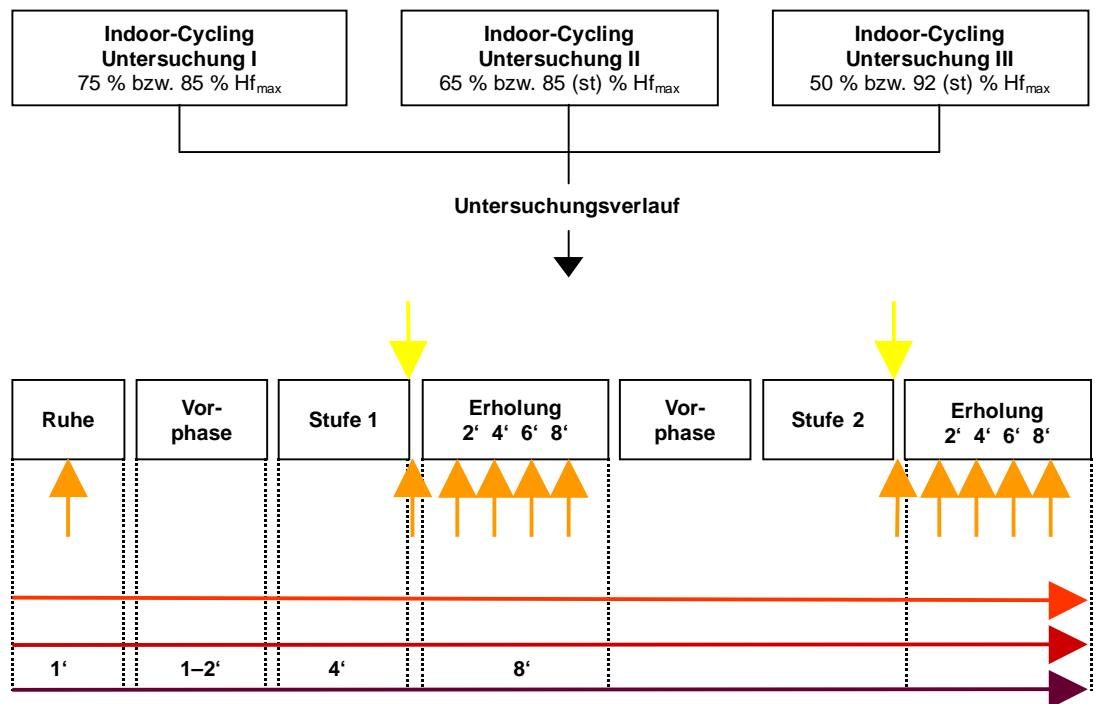 Indoor-Cycling
Untersuchung I
75 % bzw. 85 % Hfmax
Indoor-Cycling
Untersuchung II
65 % bzw. 85 (st) % Hfmax
Indoor-Cycling
Untersuchung III
50 % bzw. 92 (st) % Hfmax
Untersuchungsverlauf
Ruhe
Vor-
phase
Stufe 1
Erholung
2‘ 4‘ 6‘ 8‘
Vor-
phase
Stufe 2
Erholung
2‘ 4‘ 6‘ 8‘
1‘
1–2‘
4‘
8‘